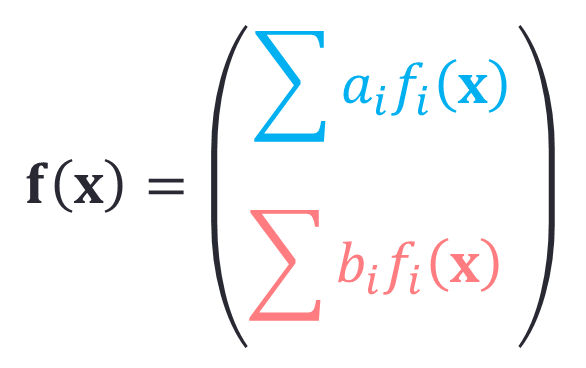 ∑ aᵢfᵢ(𝐱)
𝐟(𝐱) =
∑ bᵢfᵢ(𝐱)